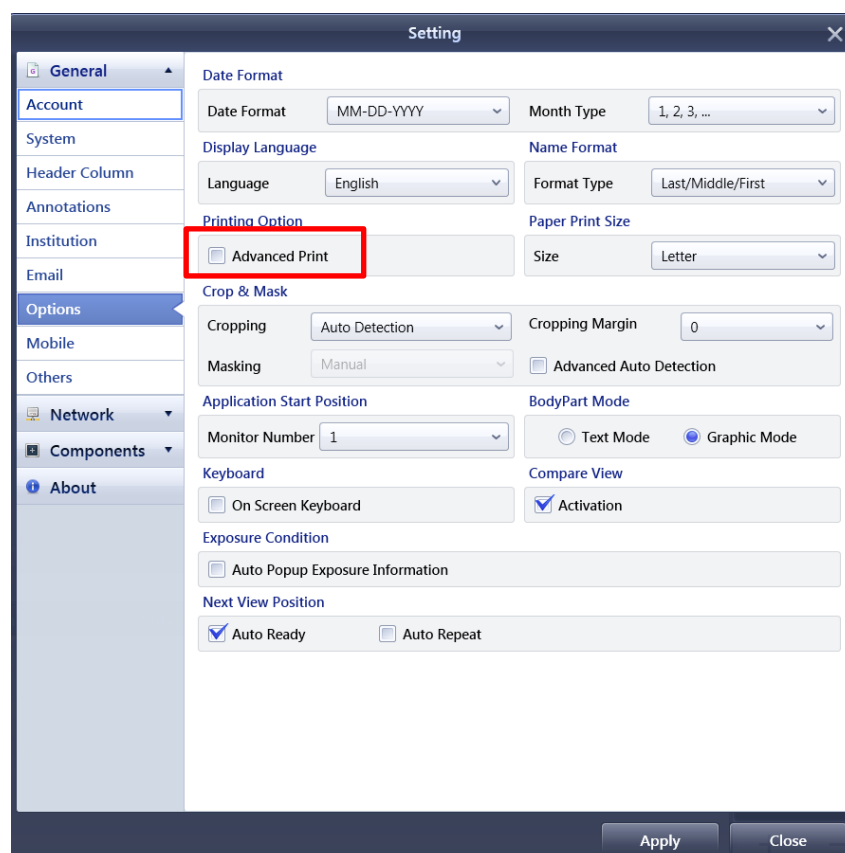 Setting
General
Account
System
Header Column
Annotations
Institution
Email
Options
Mobile
Others
Network
Components
About
Date Format
Date Format MM-DD-YYYY Month Type 1, 2, 3, ...
Display Language Name Format
Language English Format Type Last/Middle/First
Printing Option Paper Print Size
Advanced Print Size Letter
Crop & Mask
Cropping Auto Detection Cropping Margin 0
Masking Manual Advanced Auto Detection
Application Start Position BodyPart Mode
Monitor Number 1 Text Mode Graphic Mode
Keyboard Compare View
On Screen Keyboard Activation
Exposure Condition
Auto Popup Exposure Information
Next View Position
Auto Ready Auto Repeat
Apply Close